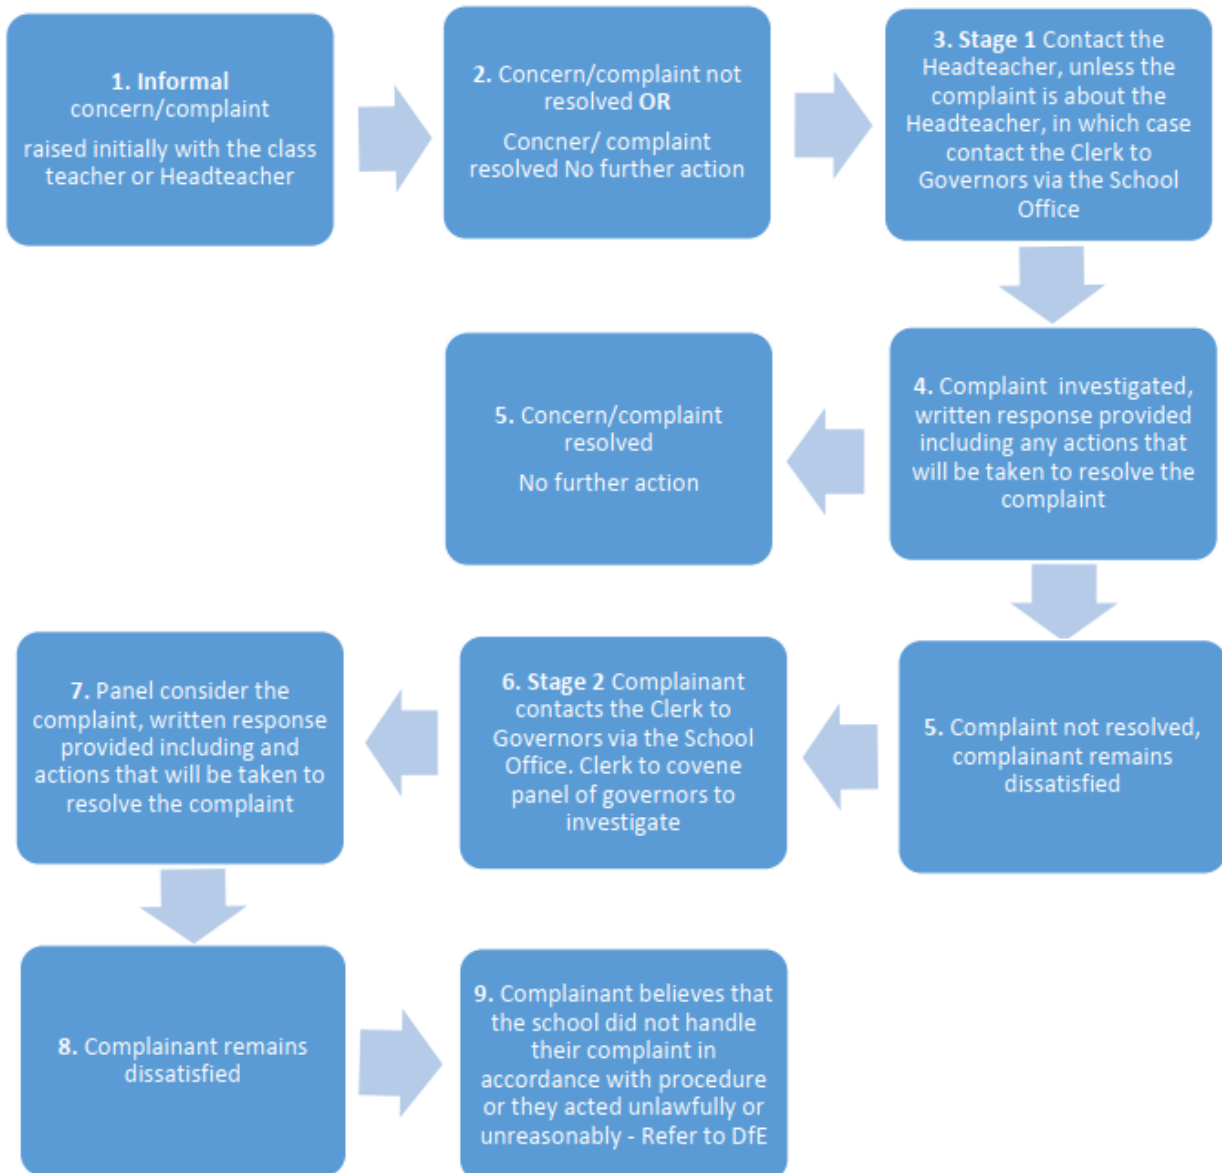 1. Informal
concern/complaint
raised initially with the class
teacher or Headteacher
2. Concern/complaint not
resolved OR
Concner/ complaint
resolved No further action
3. Stage 1 Contact the
Headteacher, unless the
complaint is about the
Headteacher, in which case
contact the Clerk to
Governors via the School
Office
4. Complaint investigated,
written response provided
including any actions that
will be taken to resolve the
complaint
5. Concern/complaint
resolved
No further action
5. Complaint not resolved,
complainant remains
dissatisfied
6. Stage 2 Complainant
contacts the Clerk to
Governors via the School
Office. Clerk to covene
panel of governors to
investigate
7. Panel consider the
complaint, written response
provided including and
actions that will be taken to
resolve the complaint
8. Complainant remains
dissatisfied
9. Complainant believes that
the school did not handle
their complaint in
accordance with procedure
or they acted unlawfully or
unreasonably - Refer to DfE